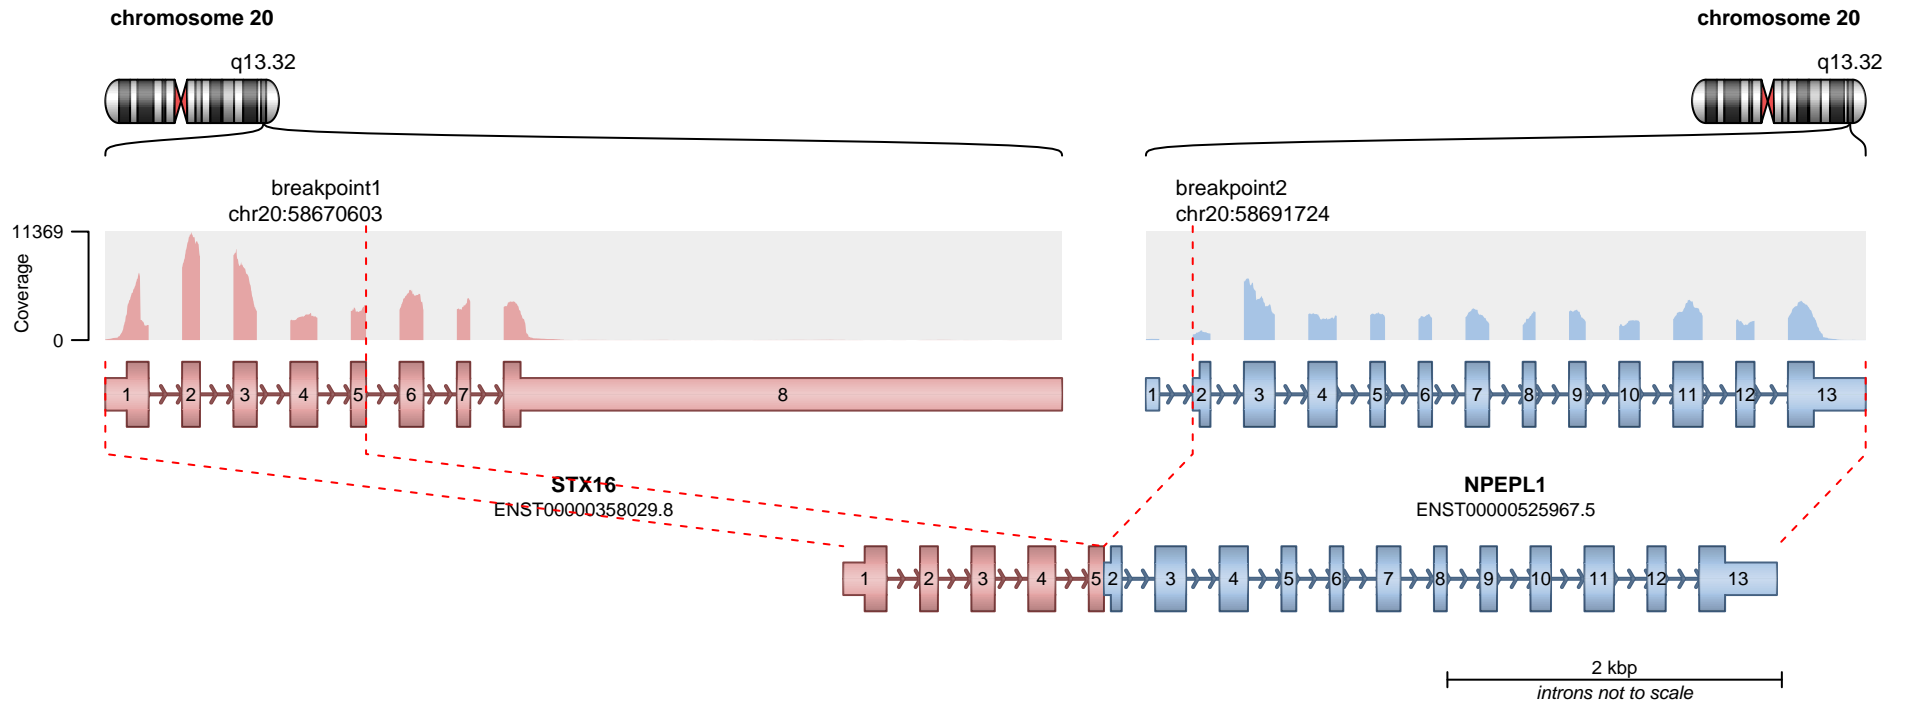 chromosome 20
chromosome 20
q13.32
q13.32
breakpoint1
chr20:58670603
breakpoint2
chr20:58691724
11369
Coverage
0
1 2 3 4 5 6 7 8
1 2 3 4 5 6 7 8 9 10 11 12 13
STX16
ENST00000358029.8
NPEPL1
ENST00000525967.5
1 2 3 4 5 2 3 4 5 6 7 8 9 10 11 12 13
2 kbp
introns not to scale